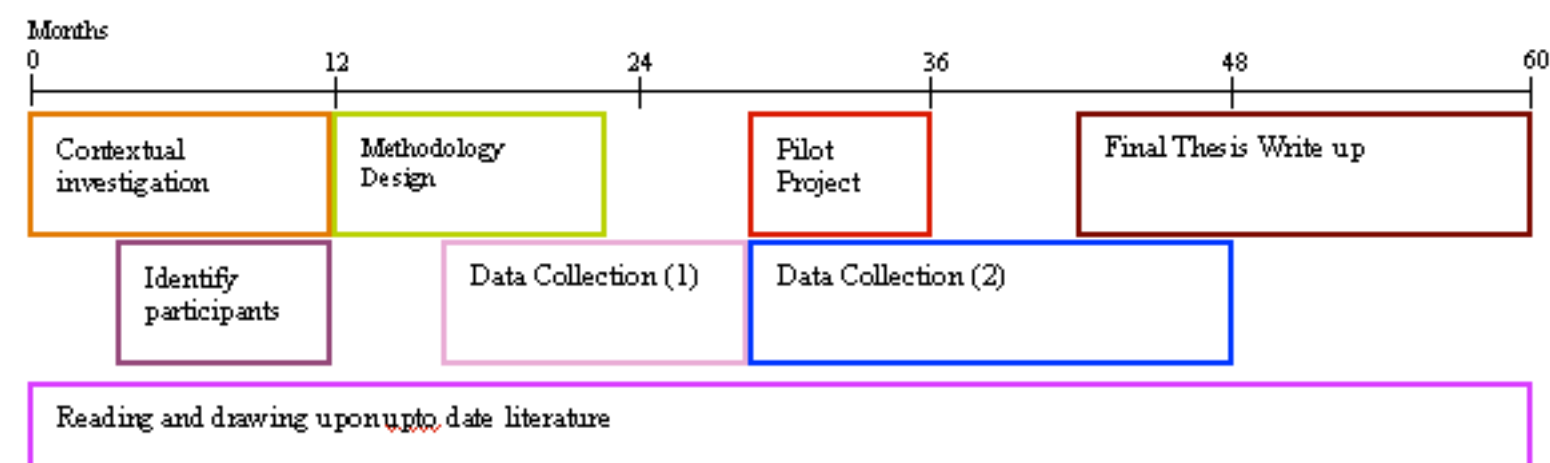 Months
0 12 24 36 48 60
Contextual
investigation
Methodology
Design
Pilot
Project
Final Thesis Write up
Identify
participants
Data Collection (1)
Data Collection (2)
Reading and drawing upon upto date literature